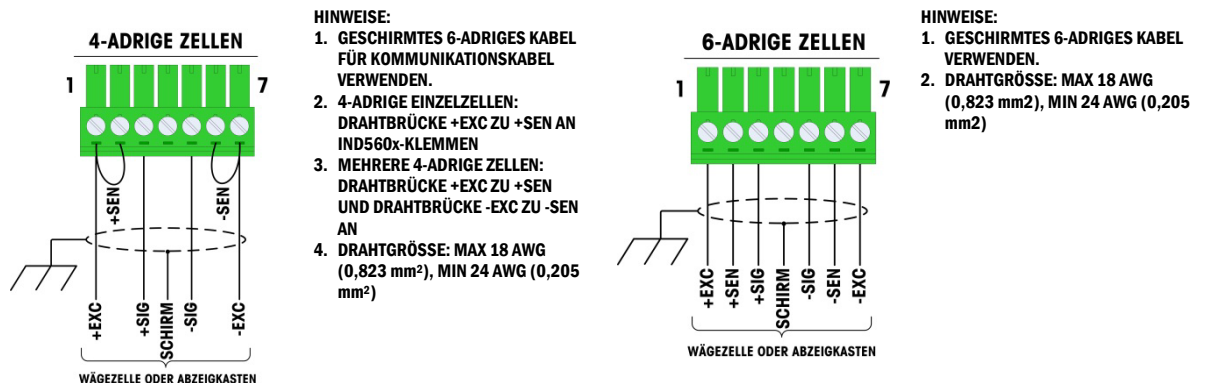 4-ADRIGE ZELLEN
1
7
+SEN
-SEN
+EXC
+SIG
SCHIRM
-SIG
-EXC
WÄGEZELLE ODER ABZEIGKASTEN
HINWEISE:
1. GESCHIRMTES 6-ADRIGES KABEL
FÜR KOMMUNIKATIONSKABEL
VERWENDEN.
2. 4-ADRIGE EINZELZELLEN:
DRAHTBRÜCKE +EXC ZU +SEN AN
IND560x-KLEMMEN
3. MEHRERE 4-ADRIGE ZELLEN:
DRAHTBRÜCKE +EXC ZU +SEN
UND DRAHTBRÜCKE -EXC ZU -SEN
AN
4. DRAHTGRÖSSE: MAX 18 AWG
(0,823 mm²), MIN 24 AWG (0,205
mm²)
6-ADRIGE ZELLEN
1
7
+EXC
+SEN
+SIG
SCHIRM
-SIG
-SEN
-EXC
WÄGEZELLE ODER ABZEIGKASTEN
HINWEISE:
1. GESCHIRMTES 6-ADRIGES KABEL
VERWENDEN.
2. DRAHTGRÖSSE: MAX 18 AWG
(0,823 mm2), MIN 24 AWG (0,205
mm2)